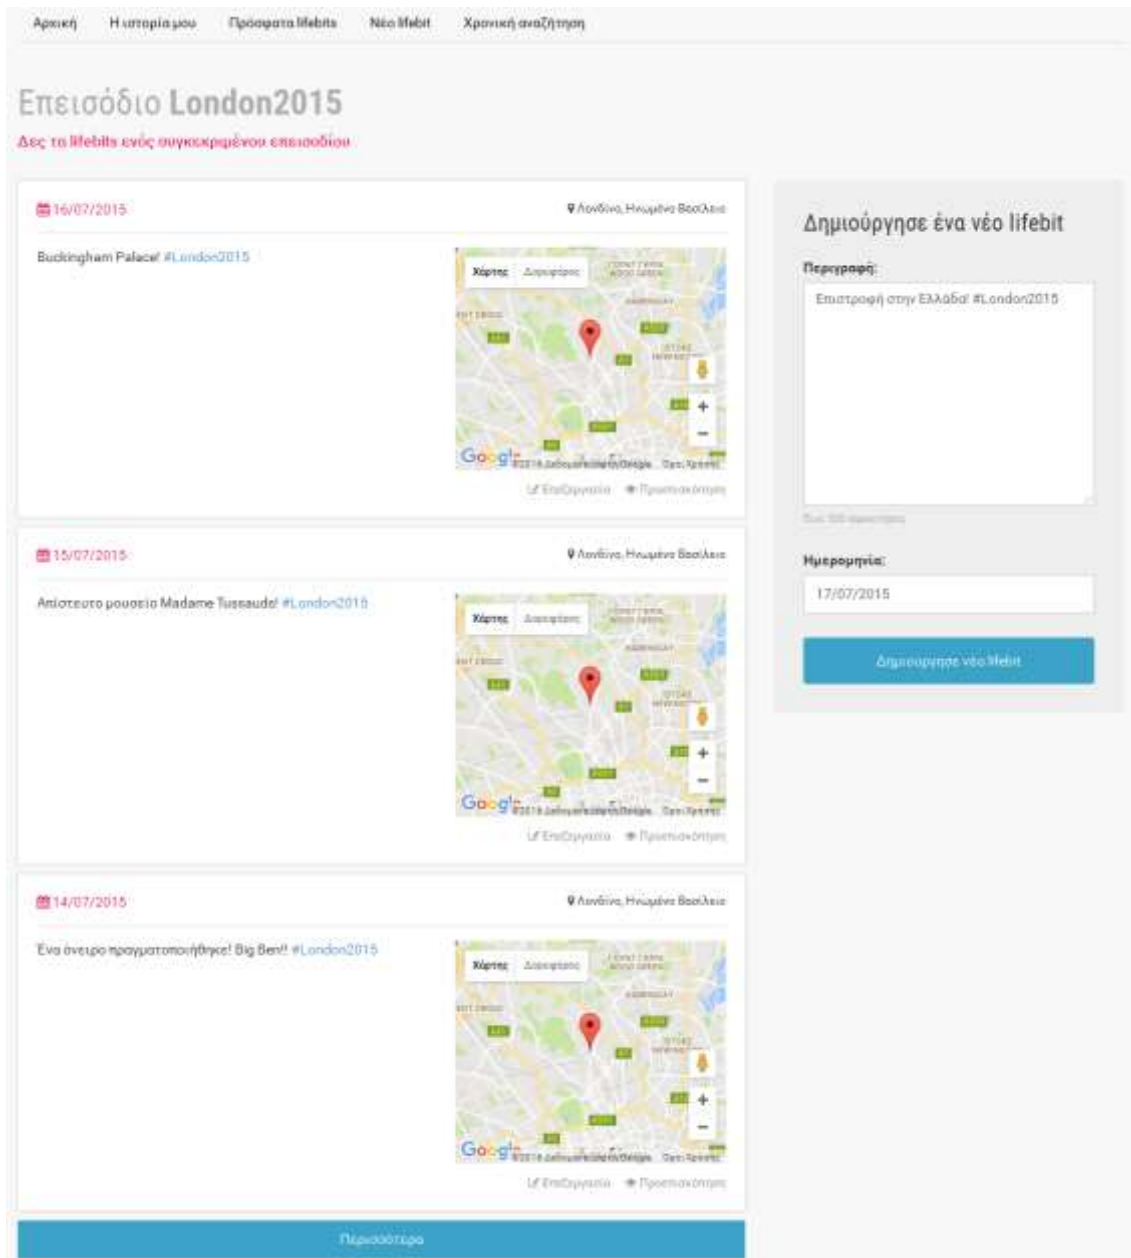 Αρχική Η ιστορία μου Πρόσφατα lifebits Νέο lifebit Χρονική αναζήτηση
Επεισόδιο London2015
Δες τα lifebits ενός συγκεκριμένου επεισοδίου
16/07/2015 Λονδίνο, Ηνωμένο Βασίλειο
Buckingham Palace! #London2015
Χάρτης Δορυφόρος
Google
Επεξεργασία Προεπισκόπηση
15/07/2015 Λονδίνο, Ηνωμένο Βασίλειο
Απίστευτο μουσείο Madame Tussauds! #London2015
Χάρτης Δορυφόρος
Google
Επεξεργασία Προεπισκόπηση
14/07/2015 Λονδίνο, Ηνωμένο Βασίλειο
Ένα όνειρο πραγματοποιήθηκε! Big Ben!! #London2015
Χάρτης Δορυφόρος
Google
Επεξεργασία Προεπισκόπηση
Περισσότερα
Δημιούργησε ένα νέο lifebit
Περιγραφή:
Επιστροφή στην Ελλάδα! #London2015
Ημερομηνία:
17/07/2015
Δημιούργησε νέο lifebit